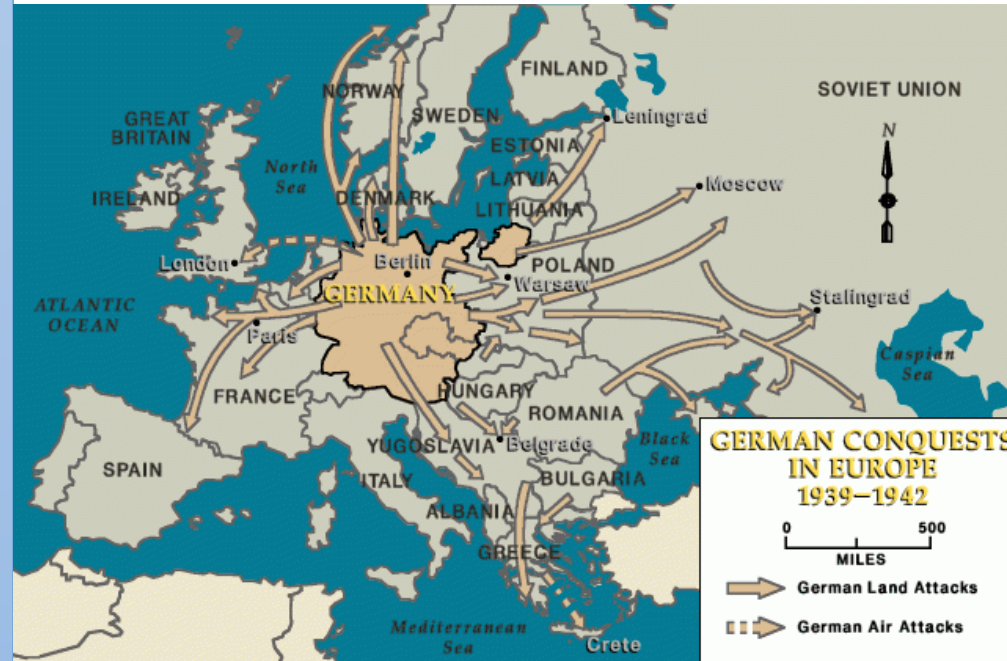 NORWAY
FINLAND
SOVIET UNION
SWEDEN
Leningrad
GREAT
BRITAIN
ESTONIA
North
Sea
N
LATVIA
Moscow
IRELAND
DENMARK
LITHUANIA
London
Berlin
POLAND
Warsaw
GERMANY
ATLANTIC
OCEAN
Stalingrad
Paris
Caspian
Sea
FRANCE
HUNGARY
ROMANIA
YUGOSLAVIA
Belgrade
Black
Sea
SPAIN
ITALY
BULGARIA
ALBANIA
GREECE
Mediterranean
Sea
Crete
GERMAN CONQUESTS
IN EUROPE
1939–1942
0 500
MILES
German Land Attacks
German Air Attacks